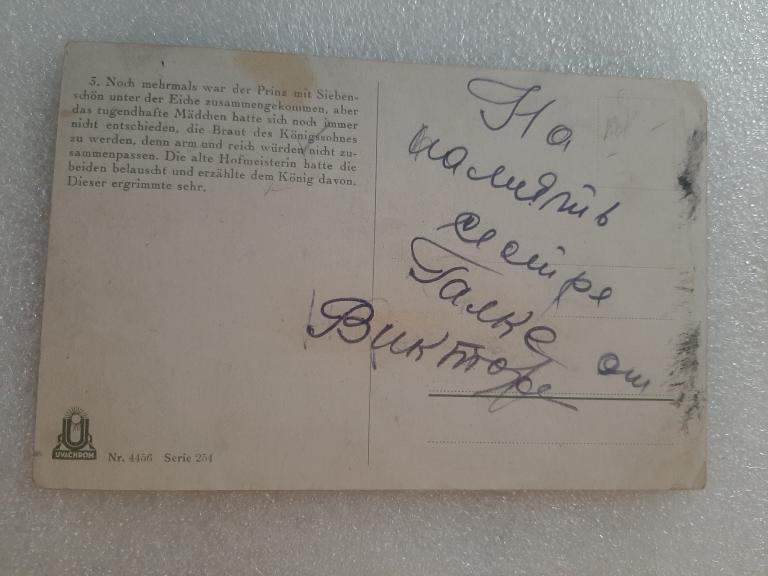 3. Noch mehrmals war der Prinz mit Sieben-
schön unter der Eiche zusammengekommen, aber
das tugendhafte Mädchen hatte sich noch immer
nicht entschieden, die Braut des Königssohnes
zu werden, denn arm und reich würden nicht zu-
sammenpassen. Die alte Hofmeisterin hatte die
beiden belauscht und erzählte dem König davon.
Dieser ergrimmte sehr.
На
память
сестре
Галке от
Виктора
UVACHROM
Nr. 4456 Serie 254